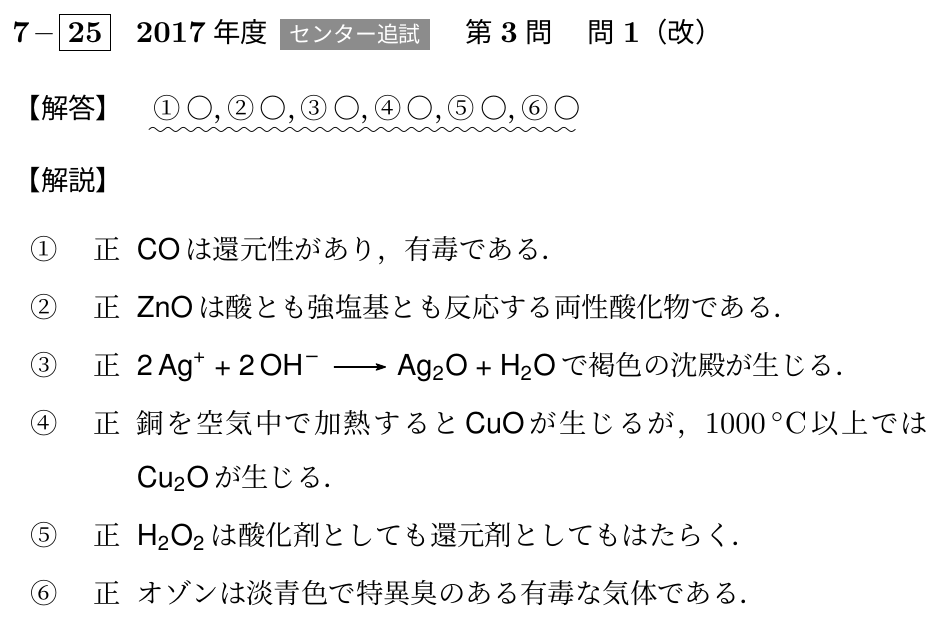 7－25 2017 年度 センター追試 第 3 問 問 1（改）
【解答】 ①○,②○,③○,④○,⑤○,⑥○
【解説】
① 正 COは還元性があり，有毒である．
② 正 ZnOは酸とも強塩基とも反応する両性酸化物である．
③ 正 2Ag⁺ + 2OH⁻ ⟶ Ag₂O + H₂Oで褐色の沈殿が生じる．
④ 正 銅を空気中で加熱するとCuOが生じるが，1000 °C以上では
Cu₂Oが生じる．
⑤ 正 H₂O₂は酸化剤としても還元剤としてもはたらく．
⑥ 正 オゾンは淡青色で特異臭のある有毒な気体である．